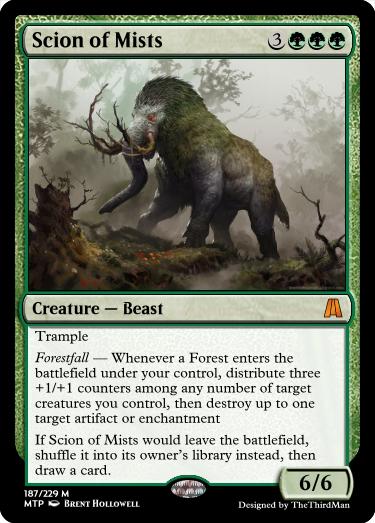 Scion of Mists 3
Creature — Beast
Trample
Forestfall — Whenever a Forest enters the
battlefield under your control, distribute three
+1/+1 counters among any number of target
creatures you control, then destroy up to one
target artifact or enchantment
If Scion of Mists would leave the battlefield,
shuffle it into its owner's library instead, then
draw a card.
6/6
187/229 M
MTP Brent Hollowell
Designed by TheThirdMan